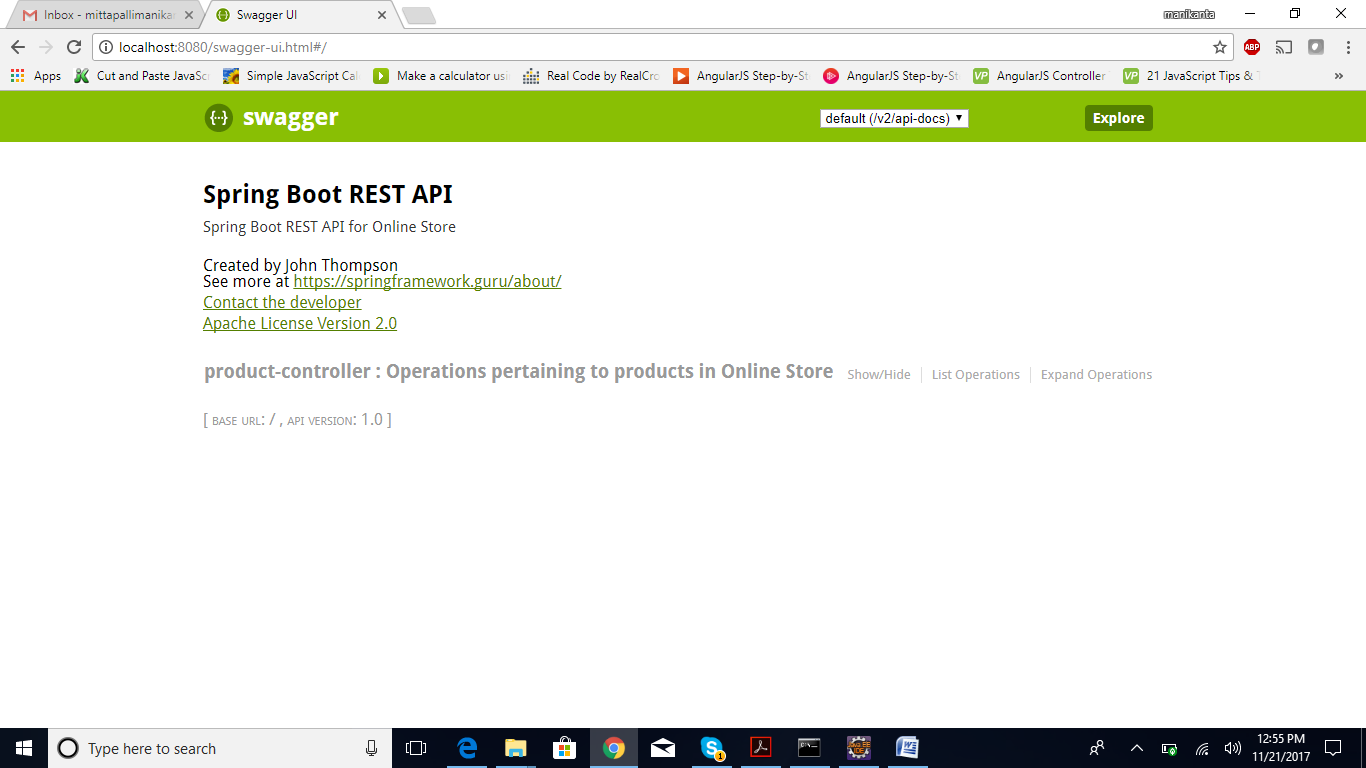 Inbox - mittapallimanika
Swagger UI
manikanta
localhost:8080/swagger-ui.html#/
ABP
Apps
Cut and Paste JavaSc
Simple JavaScript Cal
Make a calculator usi
Real Code by RealCro
AngularJS Step-by-St
AngularJS Step-by-St
VP
AngularJS Controller
VP
21 JavaScript Tips & T
»
{··} swagger
default (/v2/api-docs)
Explore
Spring Boot REST API
Spring Boot REST API for Online Store
Created by John Thompson
See more at https://springframework.guru/about/
Contact the developer
Apache License Version 2.0
product-controller : Operations pertaining to products in Online Store
Show/Hide
List Operations
Expand Operations
[ BASE URL: / , API VERSION: 1.0 ]
Type here to search
1
12:55 PM
11/21/2017